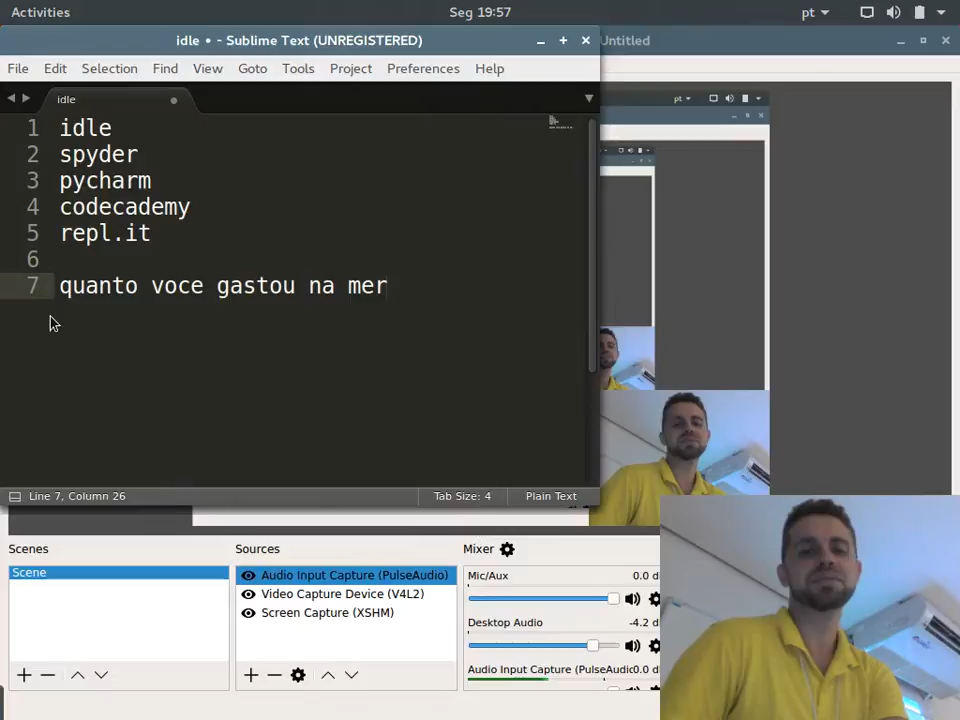 Activities
Seg 19:57
pt
idle • - Sublime Text (UNREGISTERED)
Untitled
File Edit Selection Find View Goto Tools Project Preferences Help
idle
pt
1 idle
2 spyder
3 pycharm
4 codecademy
5 repl.it
6
7 quanto voce gastou na mer
Line 7, Column 26
Tab Size: 4
Plain Text
Scenes
Sources
Mixer
Scene
Audio Input Capture (PulseAudio)
Video Capture Device (V4L2)
Screen Capture (XSHM)
Mic/Aux
0.0 d
Desktop Audio
-4.2 d
Audio Input Capture (PulseAudio
0.0 d